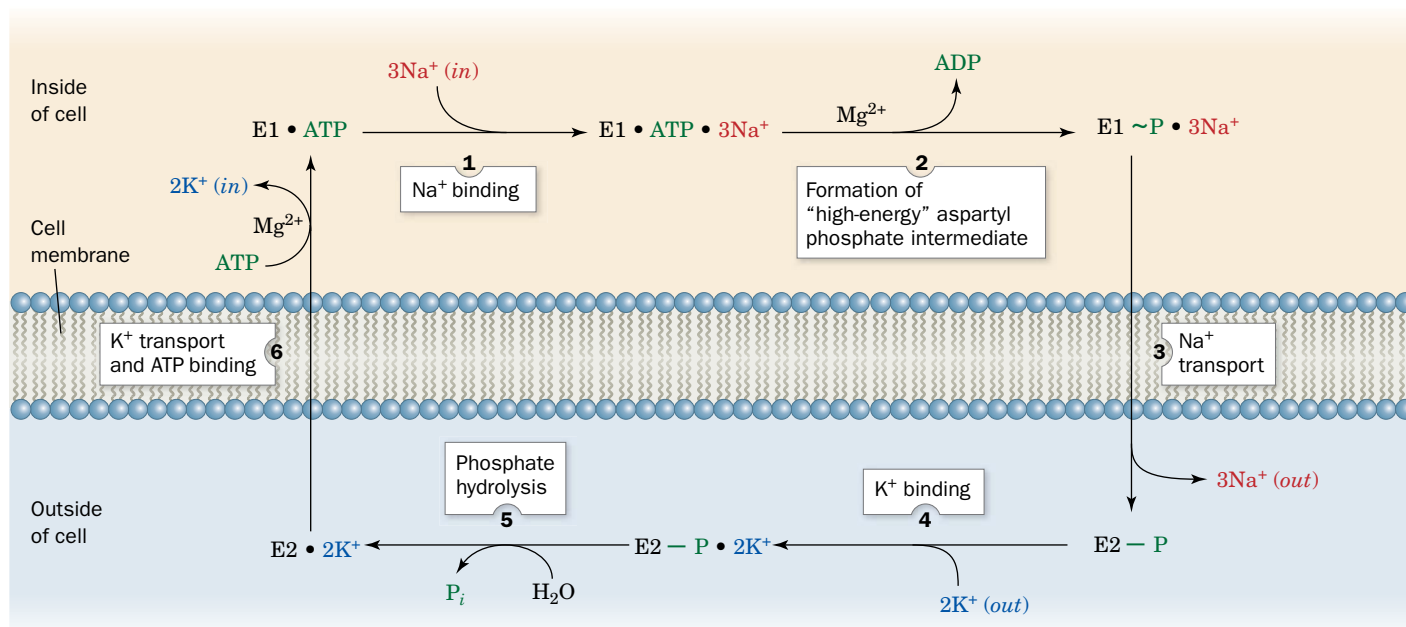 Inside
of cell
3Na⁺ (in)
ADP
E1 • ATP
E1 • ATP • 3Na⁺
Mg²⁺
E1 ~P • 3Na⁺
1
Na⁺ binding
2
Formation of
“high-energy” aspartyl
phosphate intermediate
2K⁺ (in)
Mg²⁺
ATP
Cell
membrane
K⁺ transport
and ATP binding
6
3
Na⁺
transport
Outside
of cell
Phosphate
hydrolysis
5
K⁺ binding
4
3Na⁺ (out)
E2 • 2K⁺
E2 — P • 2K⁺
E2 — P
Pᵢ
H₂O
2K⁺ (out)